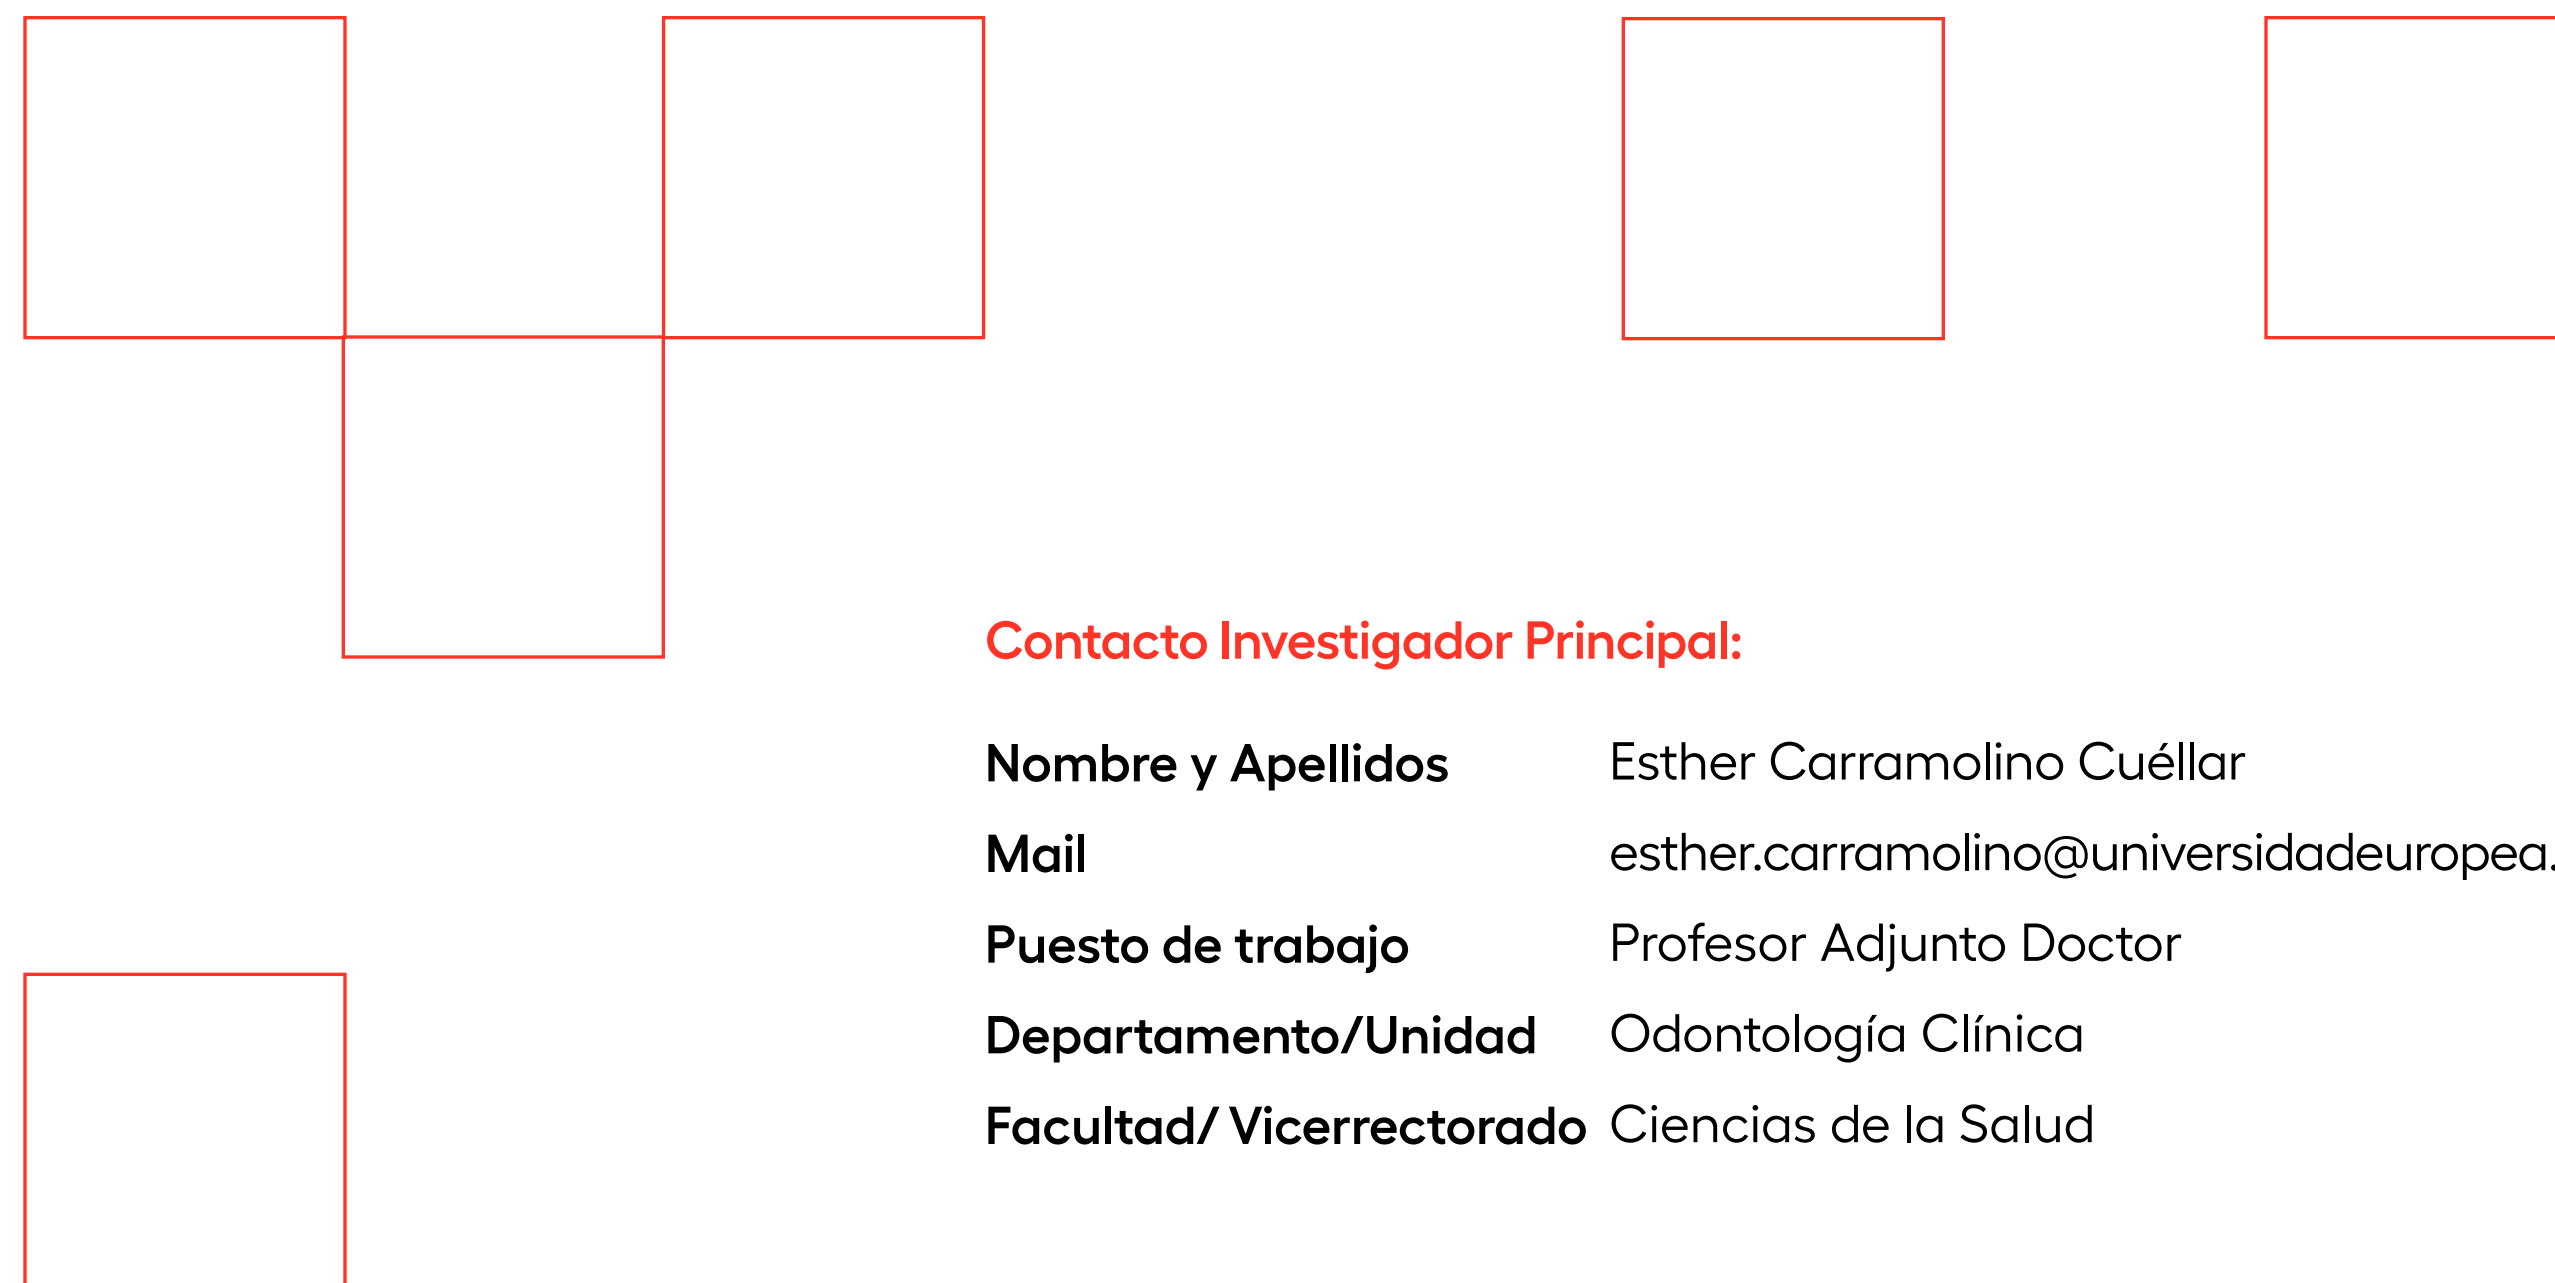 Contacto Investigador Principal:
Nombre y Apellidos Esther Carramolino Cuéllar
Mail esther.carramolino@universidadeuropea.
Puesto de trabajo Profesor Adjunto Doctor
Departamento/Unidad Odontología Clínica
Facultad/ Vicerrectorado Ciencias de la Salud